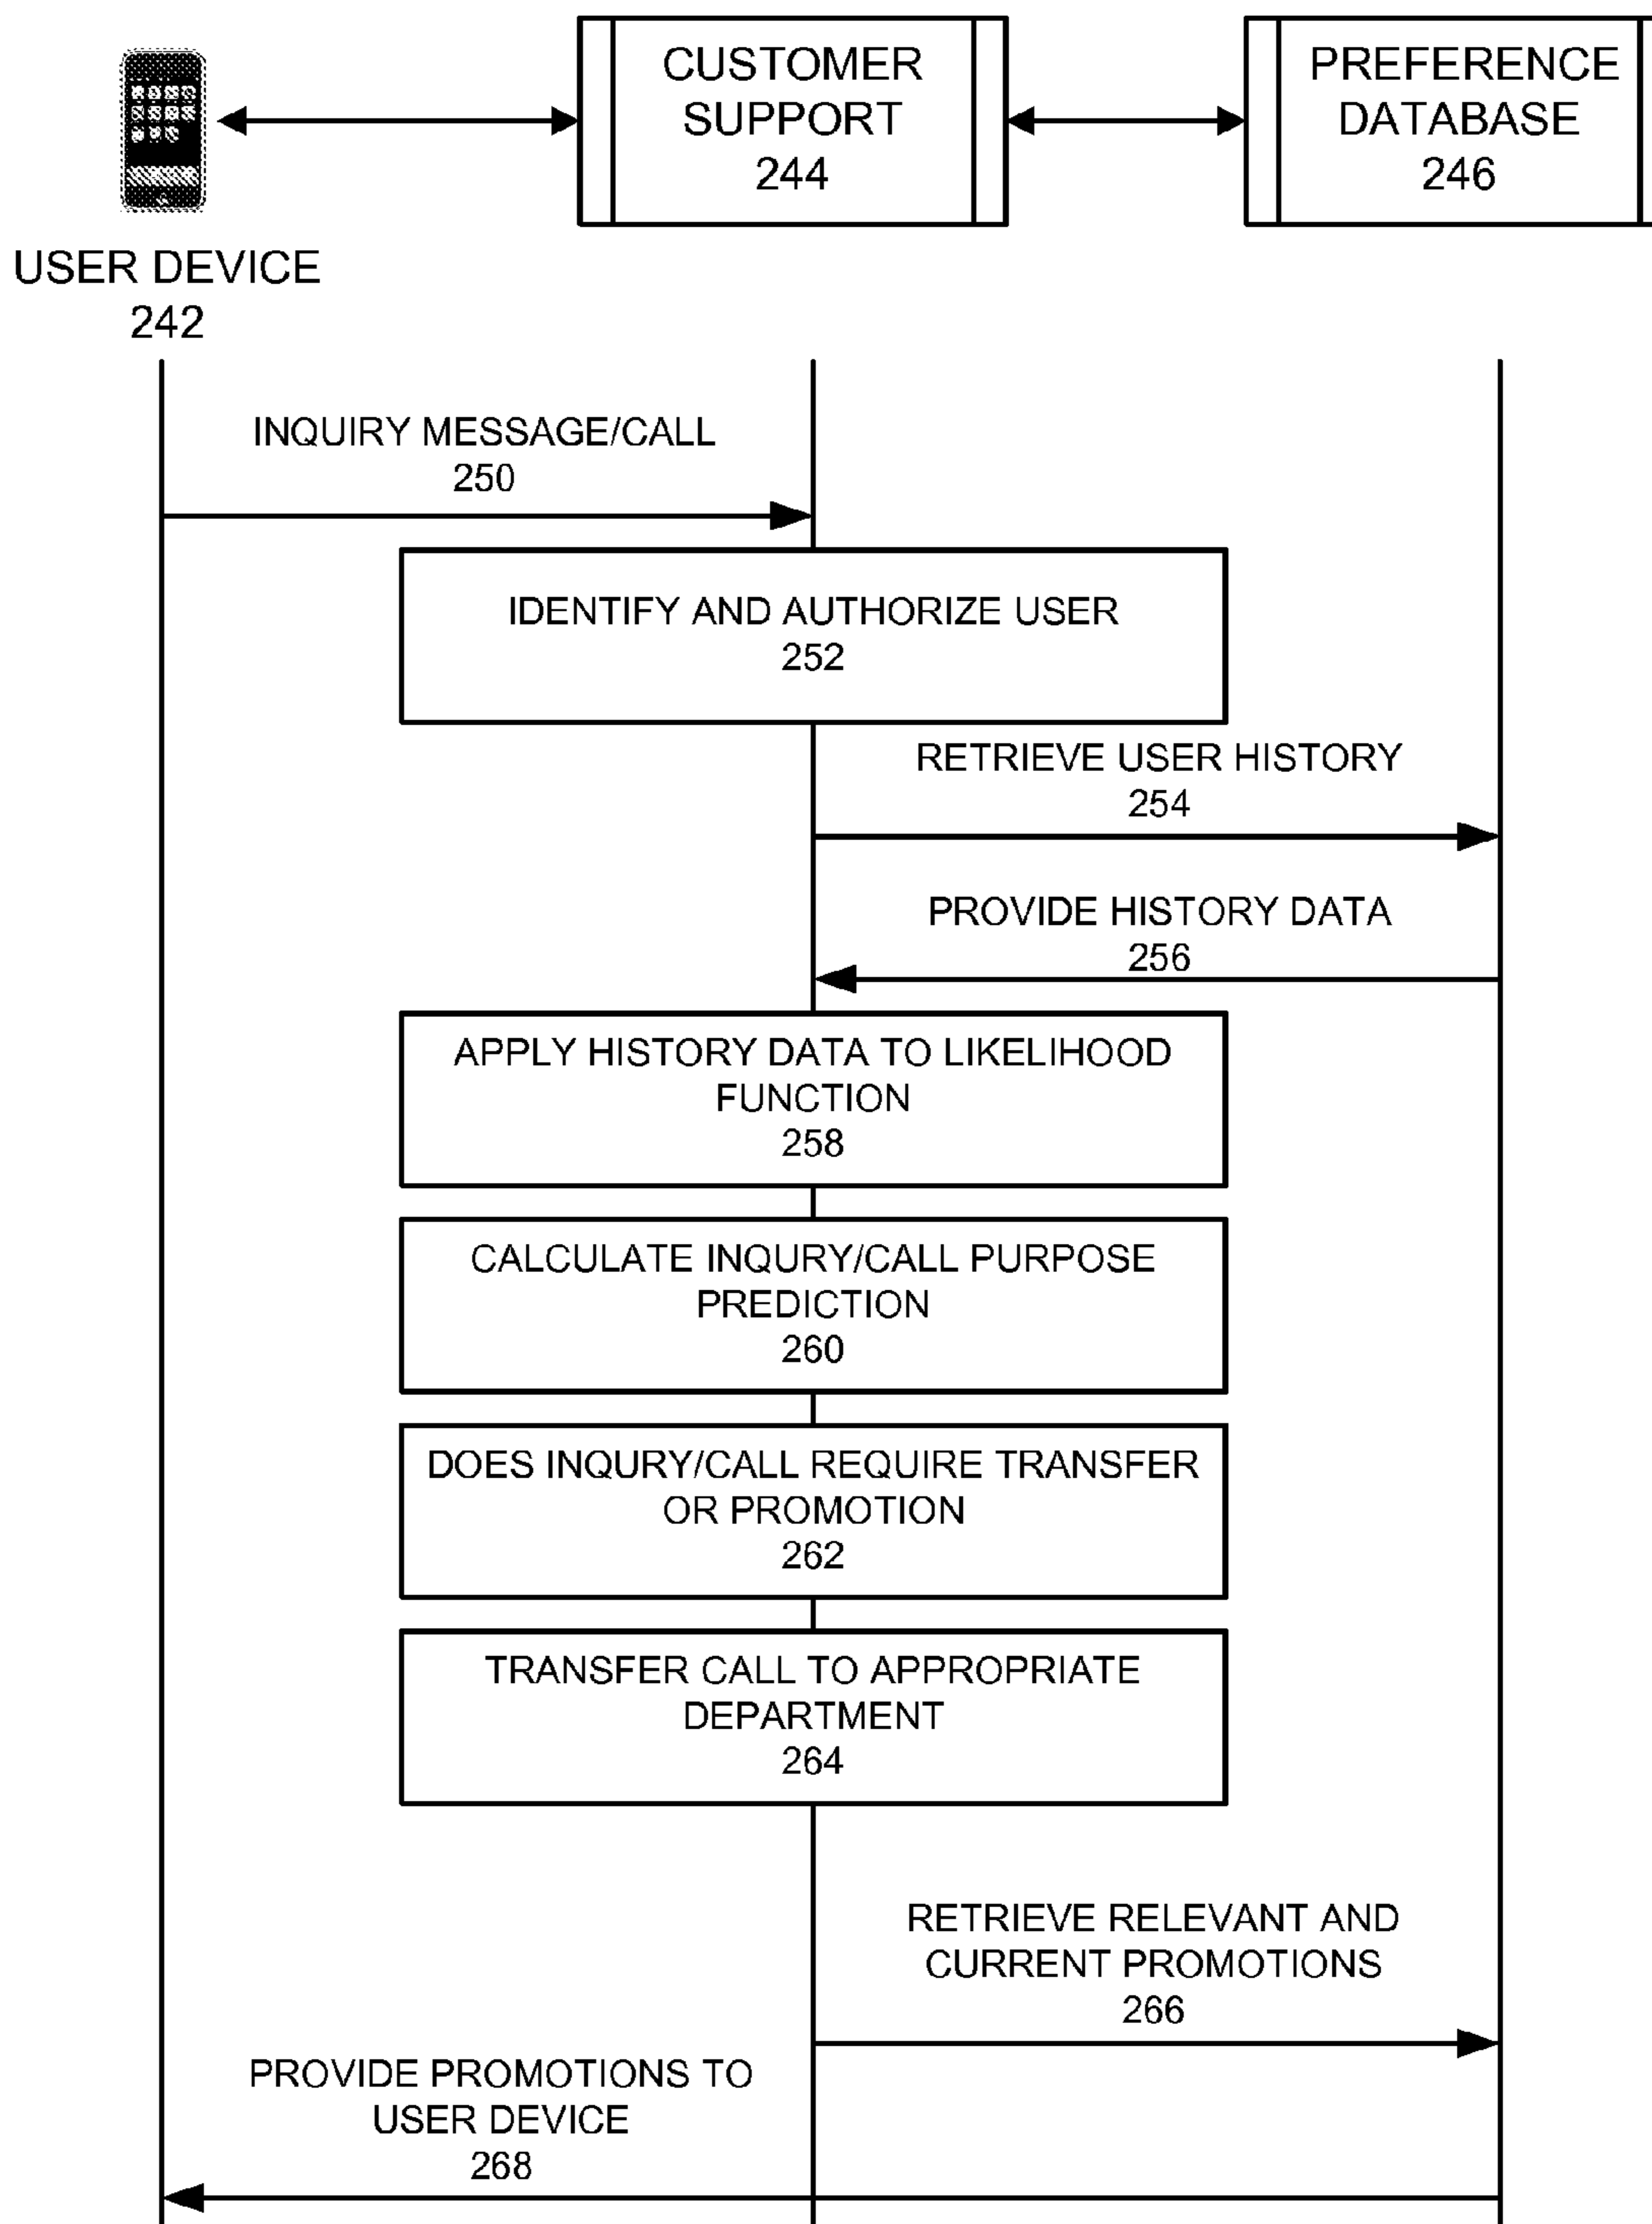 CUSTOMER
SUPPORT
244
PREFERENCE
DATABASE
246
USER DEVICE
242
INQUIRY MESSAGE/CALL
250
IDENTIFY AND AUTHORIZE USER
252
RETRIEVE USER HISTORY
254
PROVIDE HISTORY DATA
256
APPLY HISTORY DATA TO LIKELIHOOD
FUNCTION
258
CALCULATE INQURY/CALL PURPOSE
PREDICTION
260
DOES INQURY/CALL REQUIRE TRANSFER
OR PROMOTION
262
TRANSFER CALL TO APPROPRIATE
DEPARTMENT
264
RETRIEVE RELEVANT AND
CURRENT PROMOTIONS
266
PROVIDE PROMOTIONS TO
USER DEVICE
268